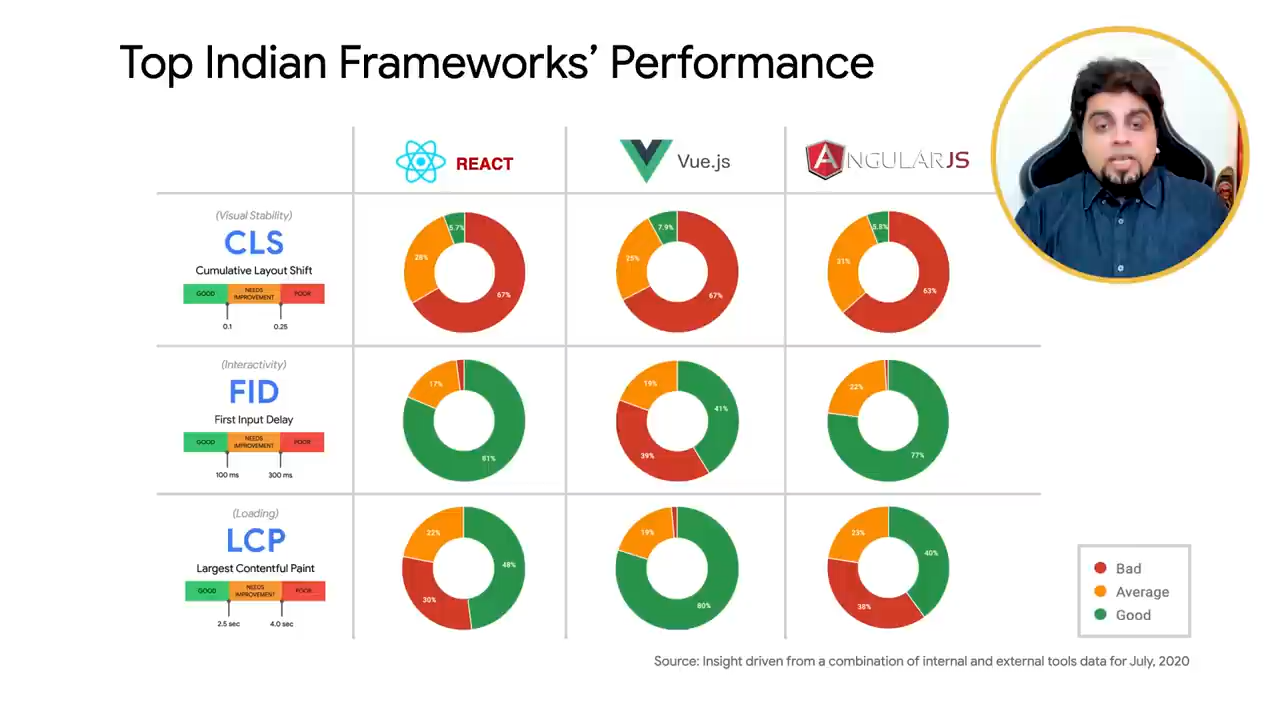 Top Indian Frameworks’ Performance
REACT
Vue.js
ANGULARJS
(Visual Stability)
CLS
Cumulative Layout Shift
GOOD
NEEDS
IMPROVEMENT
POOR
0.1
0.25
5.7%
28%
67%
7.9%
25%
67%
5.8%
31%
63%
(Interactivity)
FID
First Input Delay
GOOD
NEEDS
IMPROVEMENT
POOR
100 ms
300 ms
17%
81%
19%
41%
39%
22%
77%
(Loading)
LCP
Largest Contentful Paint
GOOD
NEEDS
IMPROVEMENT
POOR
2.5 sec
4.0 sec
22%
48%
30%
19%
80%
23%
40%
38%
Bad
Average
Good
Source: Insight driven from a combination of internal and external tools data for July, 2020